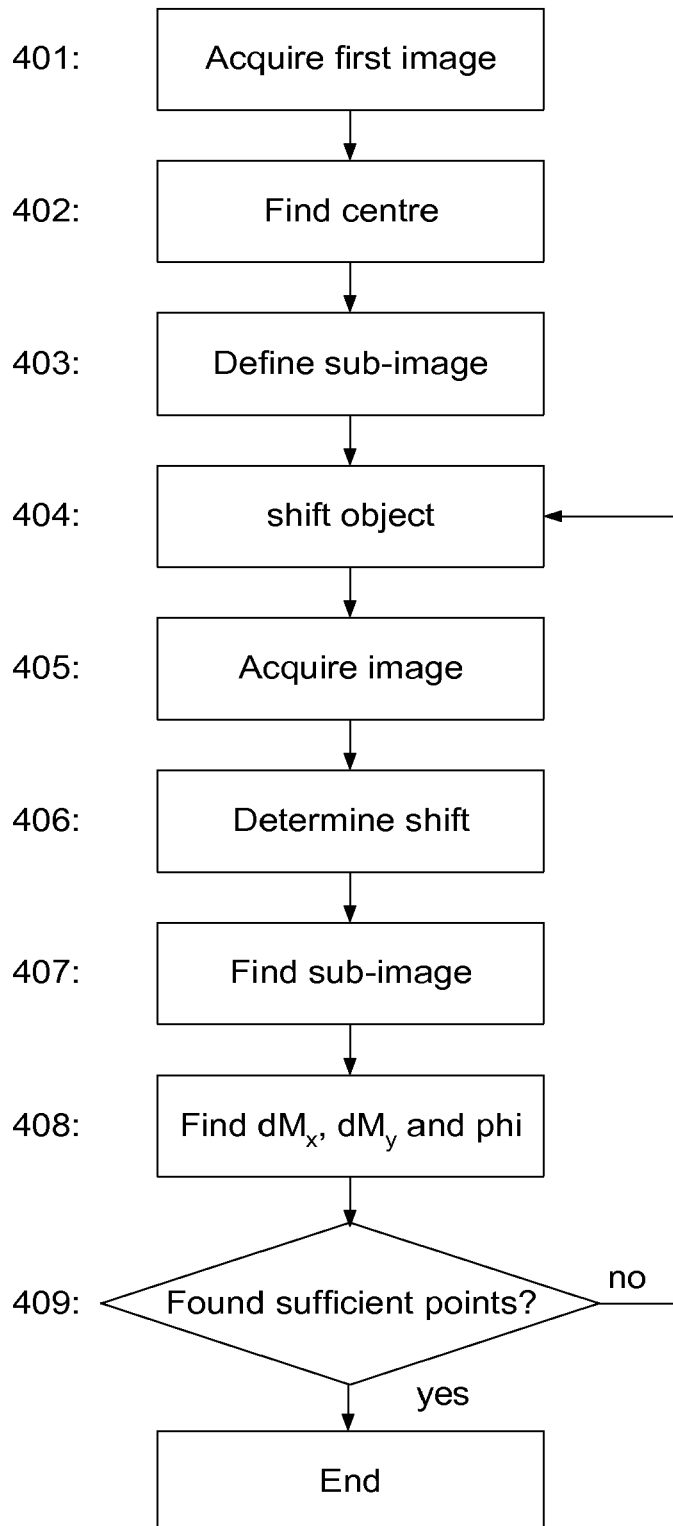 401: Acquire first image
402: Find centre
403: Define sub-image
404: shift object
405: Acquire image
406: Determine shift
407: Find sub-image
408: Find dMx, dMy and phi
409: Found sufficient points? no
yes
End